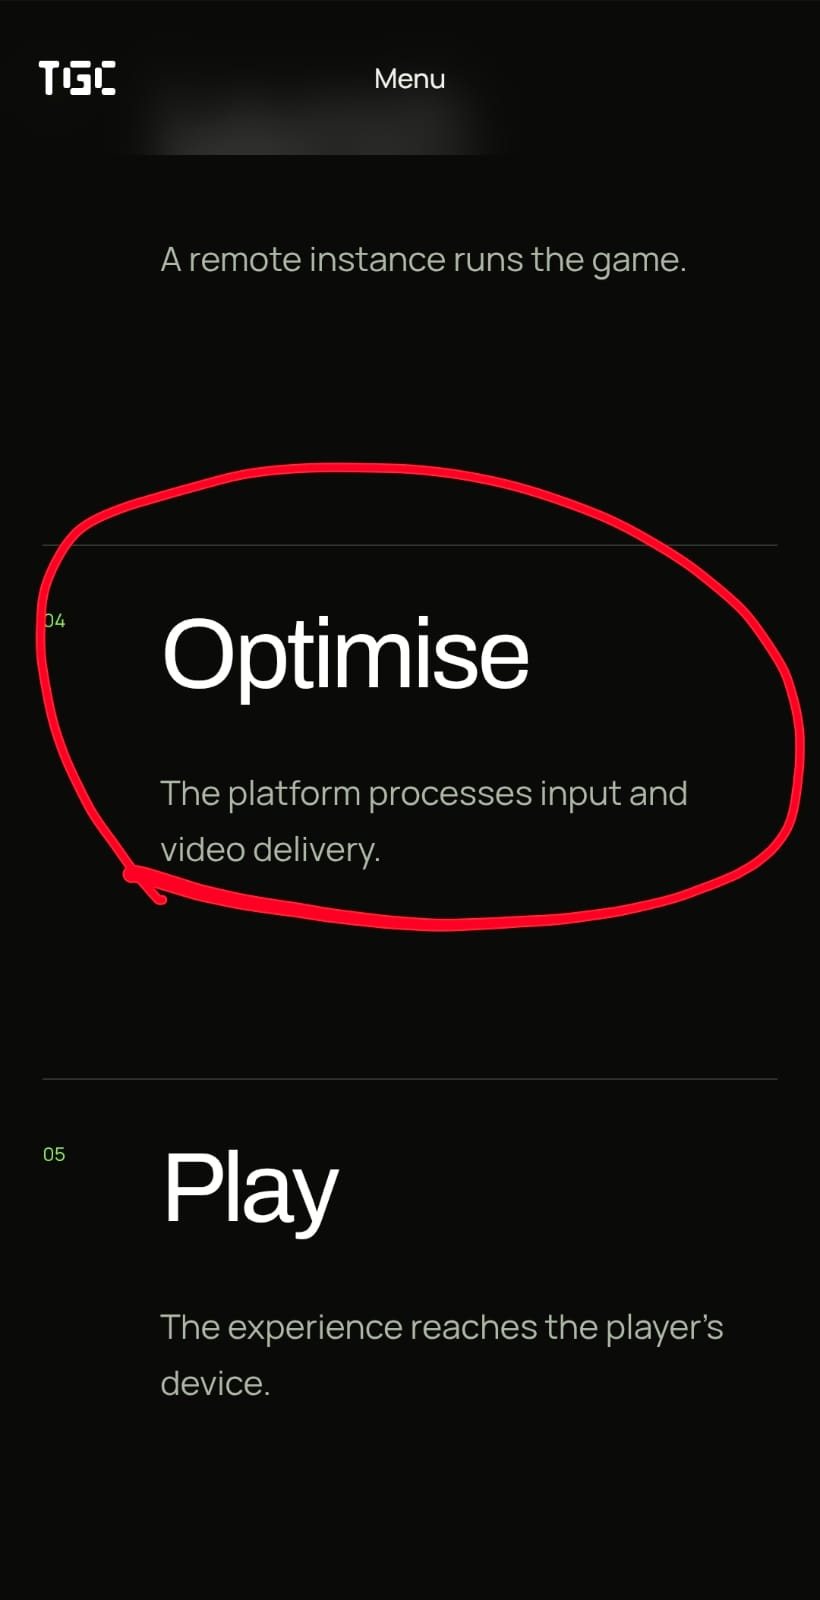 TGC
Menu
A remote instance runs the game.
04
Optimise
The platform processes input and
video delivery.
05
Play
The experience reaches the player’s
device.